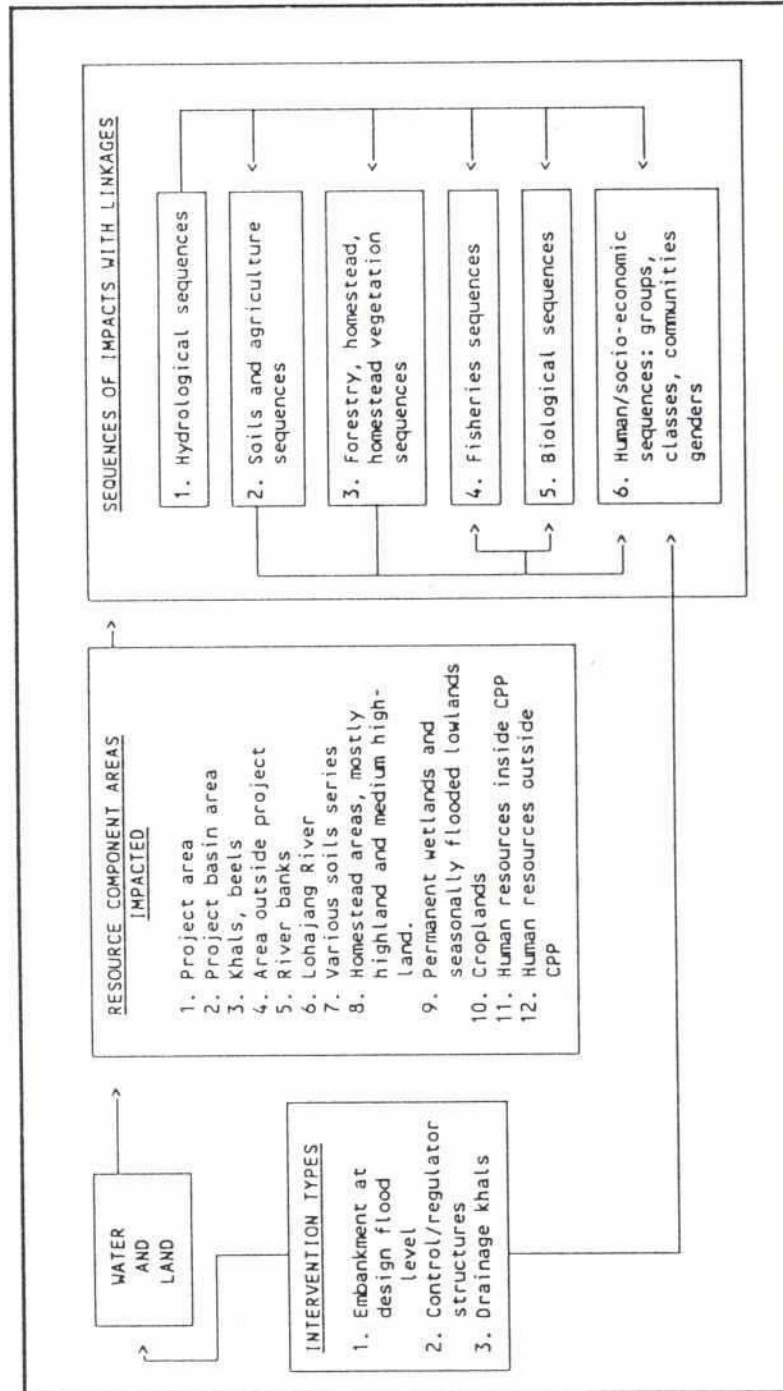 WATER
AND
LAND
INTERVENTION TYPES
1. Embankment at
design flood
level
2. Control/regulator
structures
3. Drainage khals
RESOURCE COMPONENT AREAS
IMPACTED
1. Project area
2. Project basin area
3. Khals, beels
4. Area outside project
5. River banks
6. Lohajang River
7. Various soils series
8. Homestead areas, mostly
highland and medium high-
land.
9. Permanent wetlands and
seasonally flooded lowlands
10. Croplands
11. Human resources inside CPP
12. Human resources outside
CPP
SEQUENCES OF IMPACTS WITH LINKAGES
1. Hydrological sequences
2. Soils and agriculture
sequences
3. Forestry, homestead,
homestead vegetation
sequences
4. Fisheries sequences
5. Biological sequences
6. Human/socio-economic
sequences: groups,
classes, communities
genders